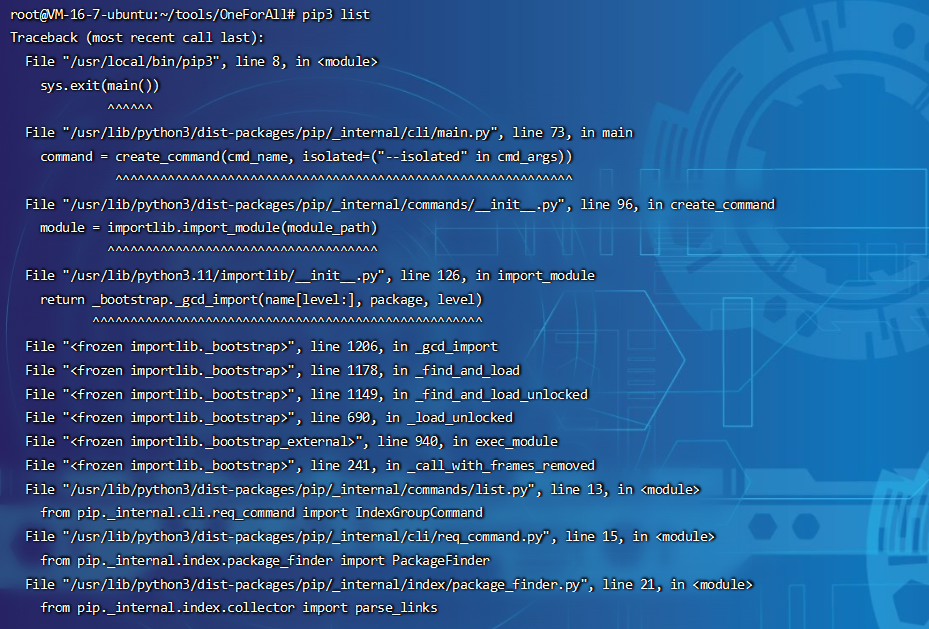 root@VM-16-7-ubuntu:~/tools/OneForAll# pip3 list
Traceback (most recent call last):
  File "/usr/local/bin/pip3", line 8, in <module>
    sys.exit(main())
             ^^^^^^
  File "/usr/lib/python3/dist-packages/pip/_internal/cli/main.py", line 73, in main
    command = create_command(cmd_name, isolated=("--isolated" in cmd_args))
              ^^^^^^^^^^^^^^^^^^^^^^^^^^^^^^^^^^^^^^^^^^^^^^^^^^^^^^^^^^^^^
  File "/usr/lib/python3/dist-packages/pip/_internal/commands/__init__.py", line 96, in create_command
    module = importlib.import_module(module_path)
             ^^^^^^^^^^^^^^^^^^^^^^^^^^^^^^^^^^^^
  File "/usr/lib/python3.11/importlib/__init__.py", line 126, in import_module
    return _bootstrap._gcd_import(name[level:], package, level)
           ^^^^^^^^^^^^^^^^^^^^^^^^^^^^^^^^^^^^^^^^^^^^^^^^^^^^
  File "<frozen importlib._bootstrap>", line 1206, in _gcd_import
  File "<frozen importlib._bootstrap>", line 1178, in _find_and_load
  File "<frozen importlib._bootstrap>", line 1149, in _find_and_load_unlocked
  File "<frozen importlib._bootstrap>", line 690, in _load_unlocked
  File "<frozen importlib._bootstrap_external>", line 940, in exec_module
  File "<frozen importlib._bootstrap>", line 241, in _call_with_frames_removed
  File "/usr/lib/python3/dist-packages/pip/_internal/commands/list.py", line 13, in <module>
    from pip._internal.cli.req_command import IndexGroupCommand
  File "/usr/lib/python3/dist-packages/pip/_internal/cli/req_command.py", line 15, in <module>
    from pip._internal.index.package_finder import PackageFinder
  File "/usr/lib/python3/dist-packages/pip/_internal/index/package_finder.py", line 21, in <module>
    from pip._internal.index.collector import parse_links